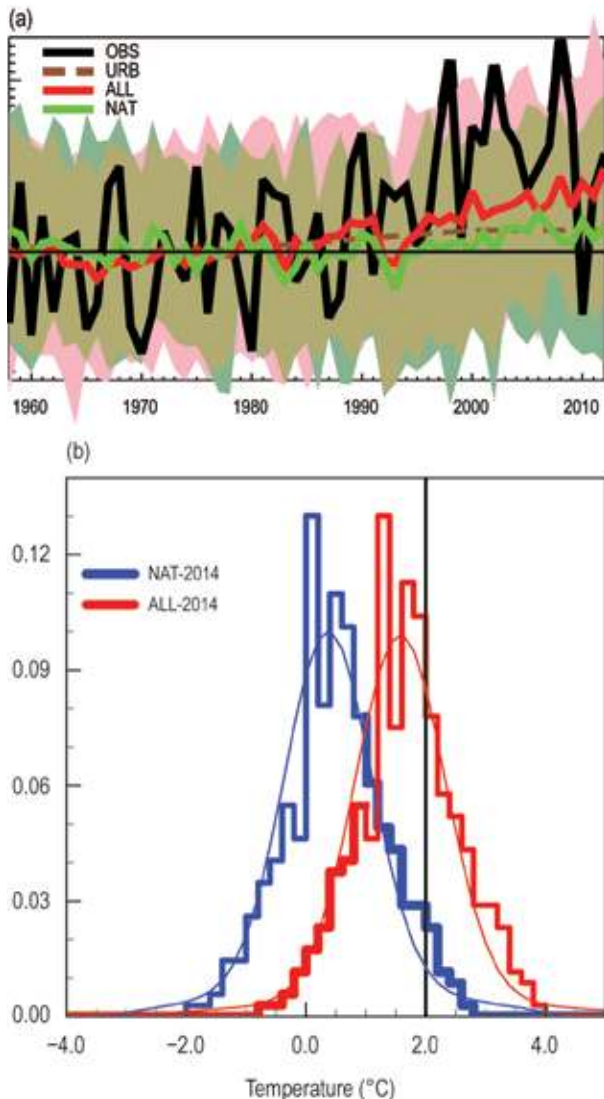 (a)
OBS
URB
ALL
NAT
1960 1970 1980 1990 2000 2010
(b)
0.12
NAT-2014
ALL-2014
0.09
0.06
0.03
0.00
−4.0 −2.0 0.0 2.0 4.0
Temperature (°C)